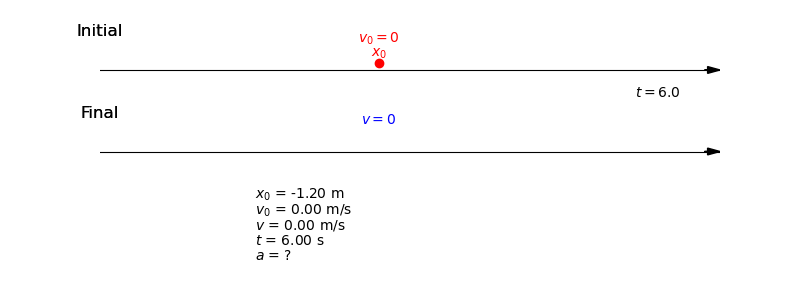 Initial
v₀ = 0
x₀
t = 6.0
Final
v = 0
x₀ = -1.20 m
v₀ = 0.00 m/s
v = 0.00 m/s
t = 6.00 s
a = ?